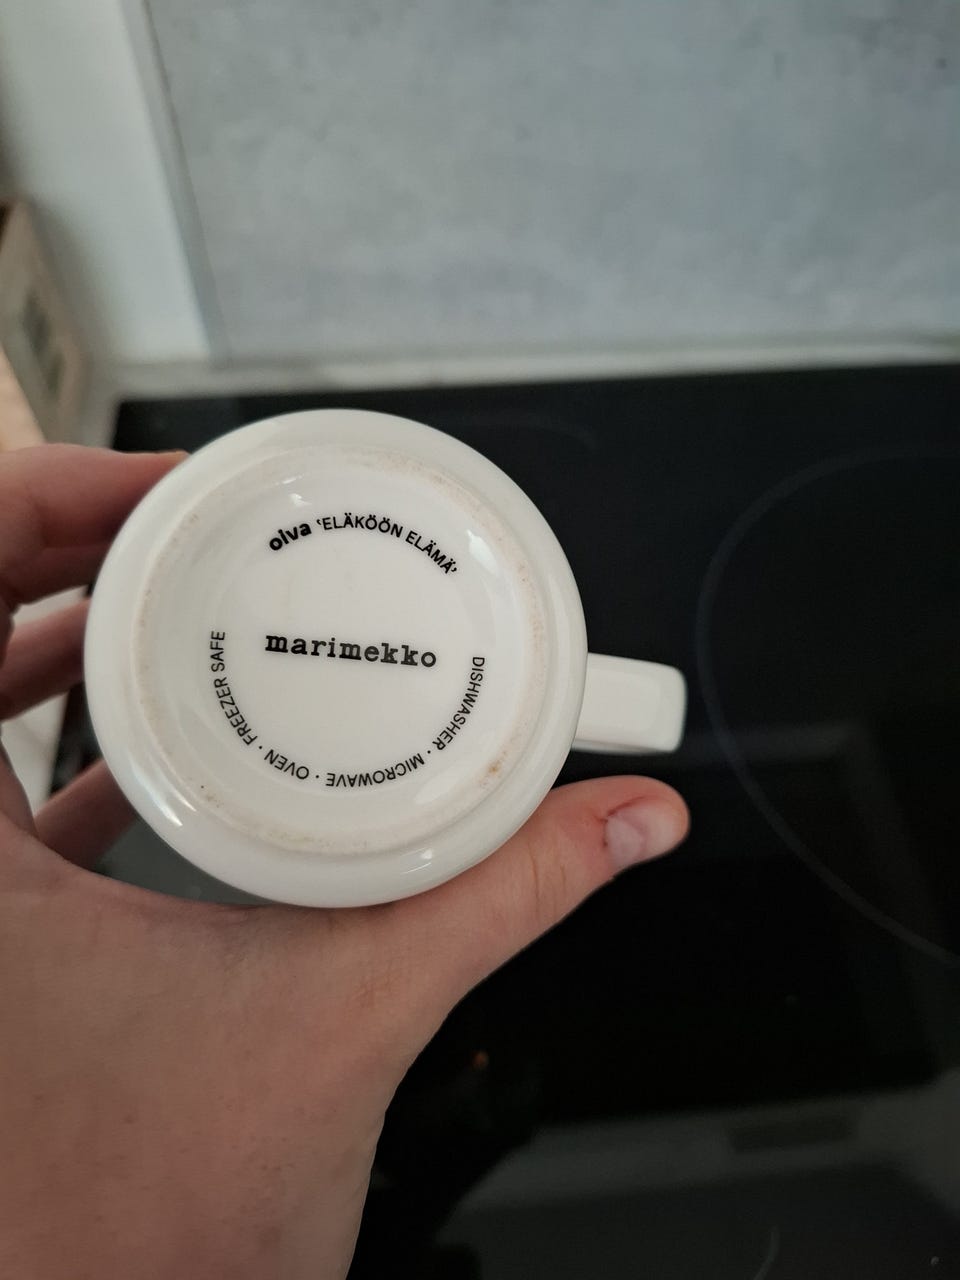 oiva 'ELÄKÖÖN ELÄMÄ'
marimekko
DISHWASHER · MICROWAVE · OVEN · FREEZER SAFE